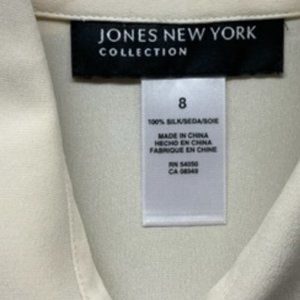 JONES NEW YORK
COLLECTION
8
100% SILK/SEDA/SOIE
MADE IN CHINA
HECHO EN CHINA
FABRIQUE EN CHINE
RN 54050
CA 08949